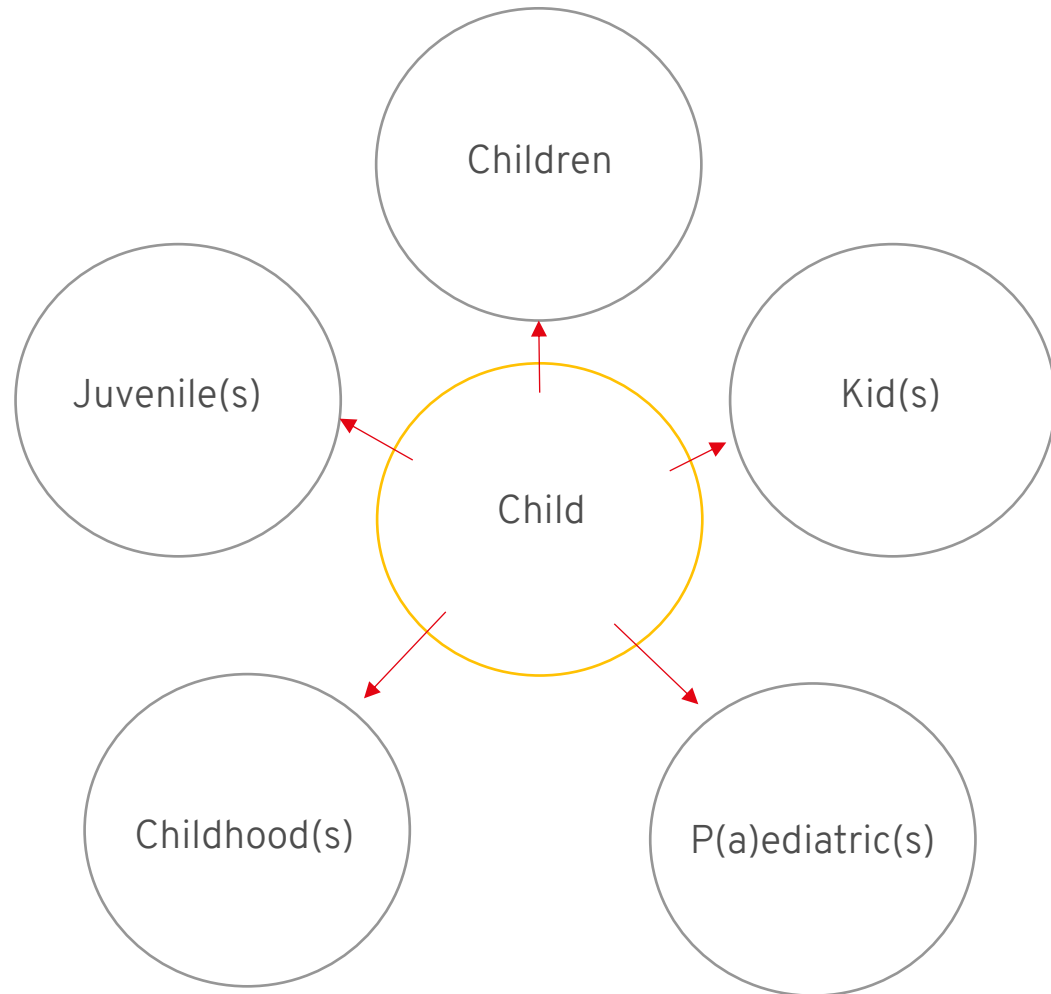 Children
Juvenile(s)
Kid(s)
Child
Childhood(s)
P(a)ediatric(s)